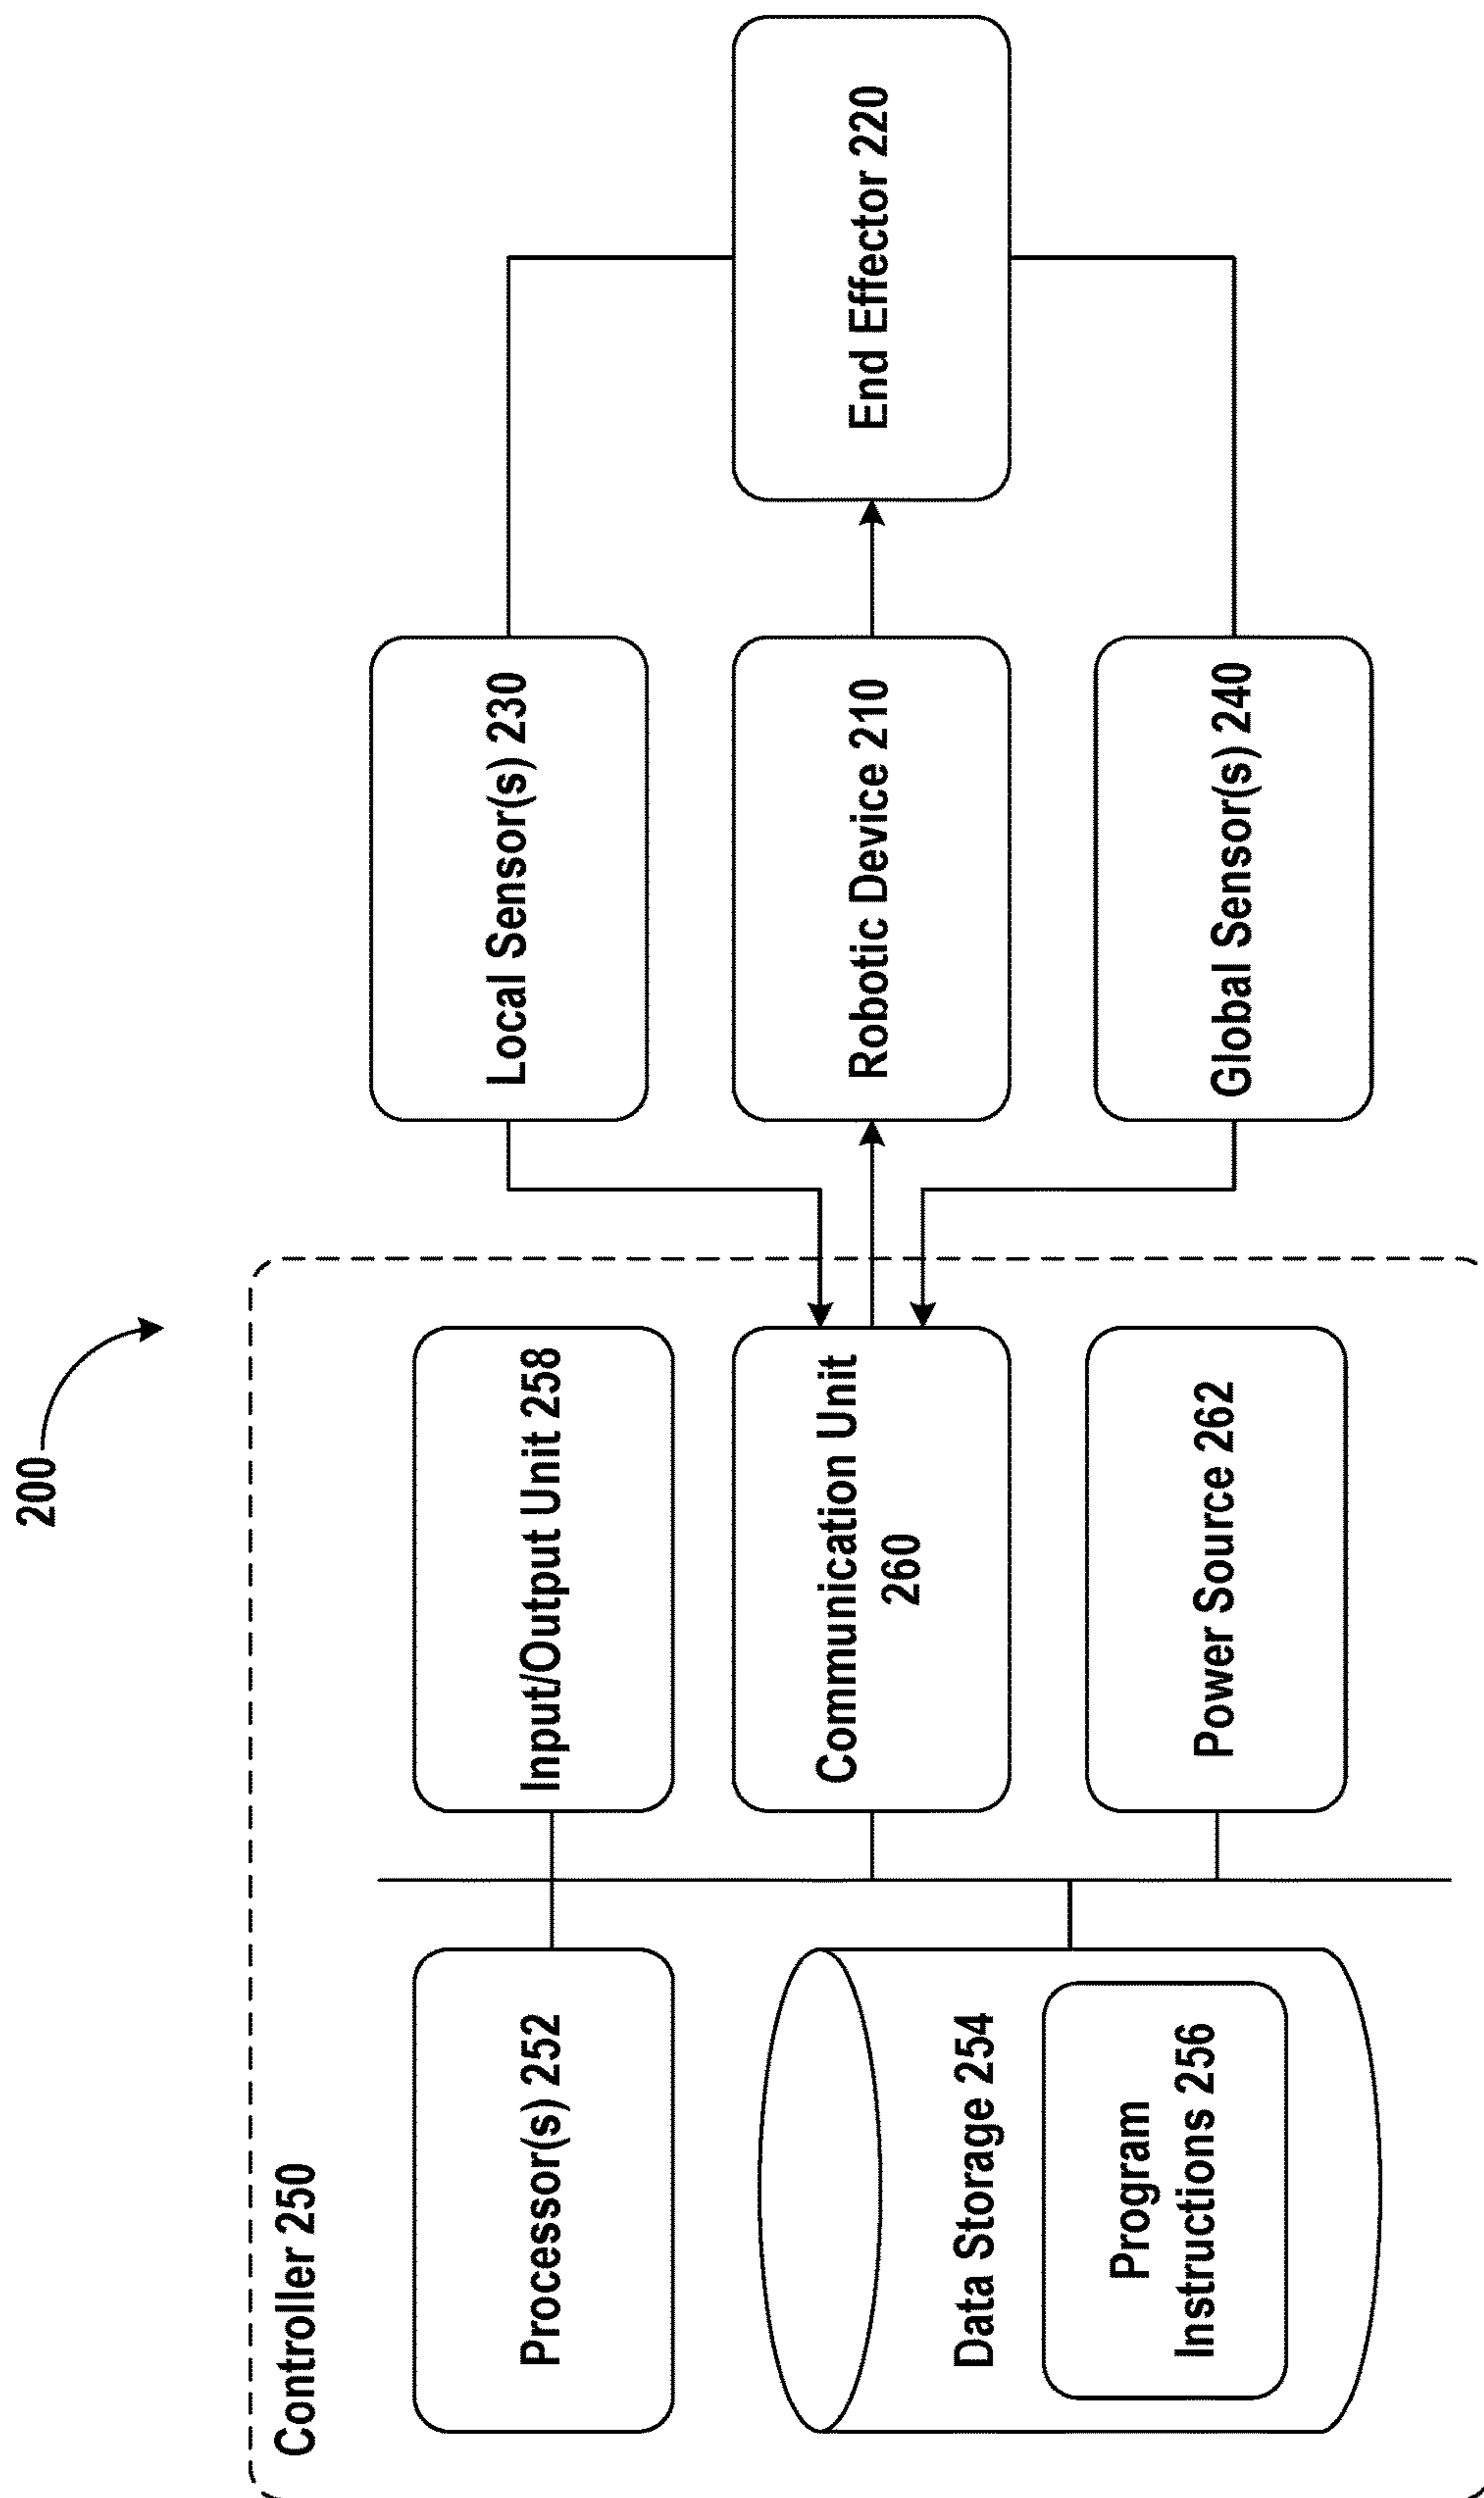 200
Controller 250
Processor(s) 252
Input/Output Unit 258
Local Sensor(s) 230
Data Storage 254
Program
Instructions 256
Communication Unit
260
Robotic Device 210
End Effector 220
Power Source 262
Global Sensor(s) 240